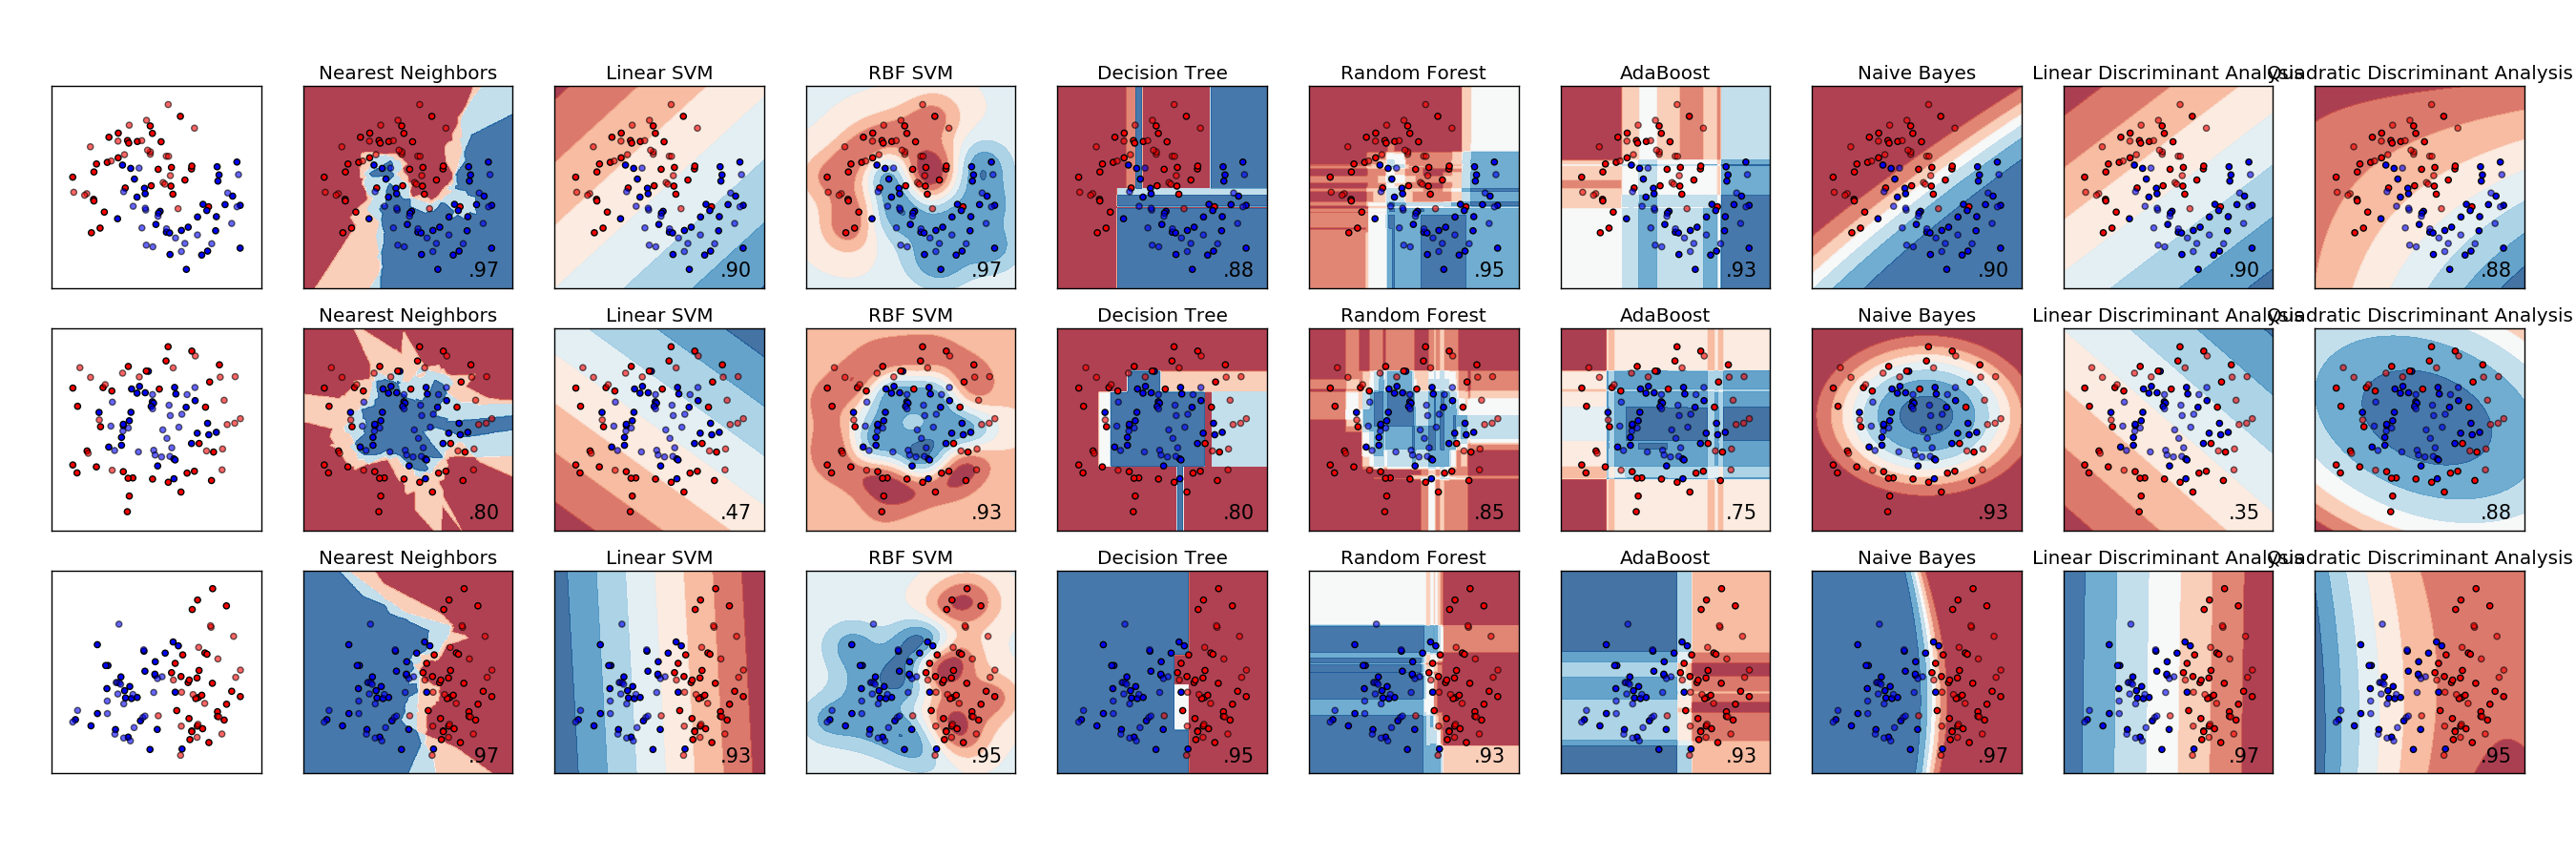 Nearest Neighbors Linear SVM RBF SVM Decision Tree Random Forest AdaBoost Naive Bayes Linear Discriminant Analysis Quadratic Discriminant Analysis
.97 .90 .97 .88 .95 .93 .90 .90 .88
Nearest Neighbors Linear SVM RBF SVM Decision Tree Random Forest AdaBoost Naive Bayes Linear Discriminant Analysis Quadratic Discriminant Analysis
.80 .47 .93 .80 .85 .75 .93 .35 .88
Nearest Neighbors Linear SVM RBF SVM Decision Tree Random Forest AdaBoost Naive Bayes Linear Discriminant Analysis Quadratic Discriminant Analysis
.97 .93 .95 .95 .93 .93 .97 .97 .95